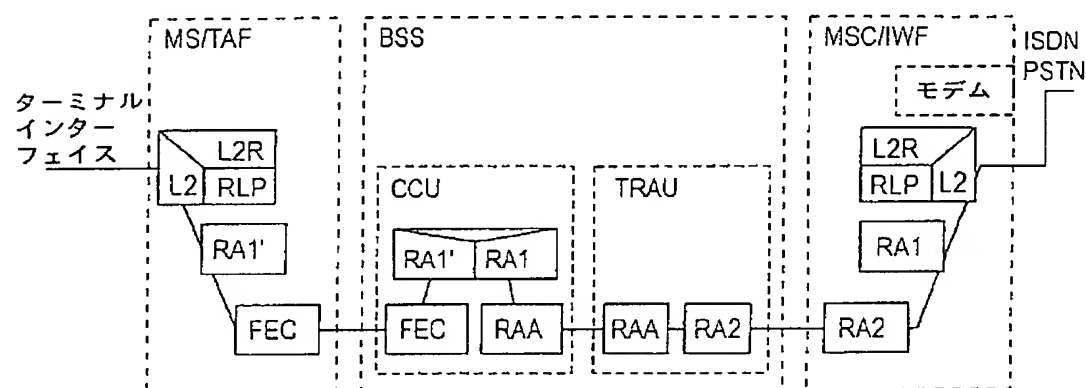 MS/TAF
BSS
MSC/IWF
ISDN
PSTN
モデム
ターミナル
インター
フェイス
L2R
L2
RLP
CCU
TRAU
L2R
RLP
L2
RA1'
RA1'
RA1
RA1
FEC
FEC
RAA
RAA
RA2
RA2